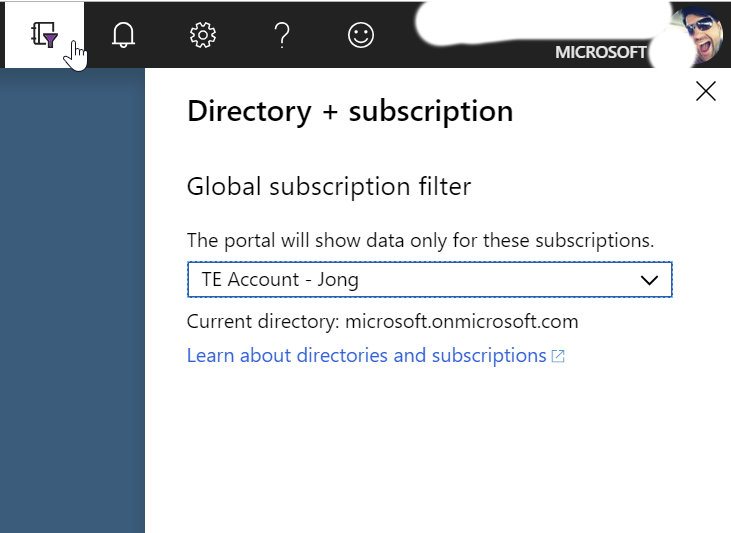 MICROSOFT
Directory + subscription
Global subscription filter
The portal will show data only for these subscriptions.
TE Account - Jong
Current directory: microsoft.onmicrosoft.com
Learn about directories and subscriptions